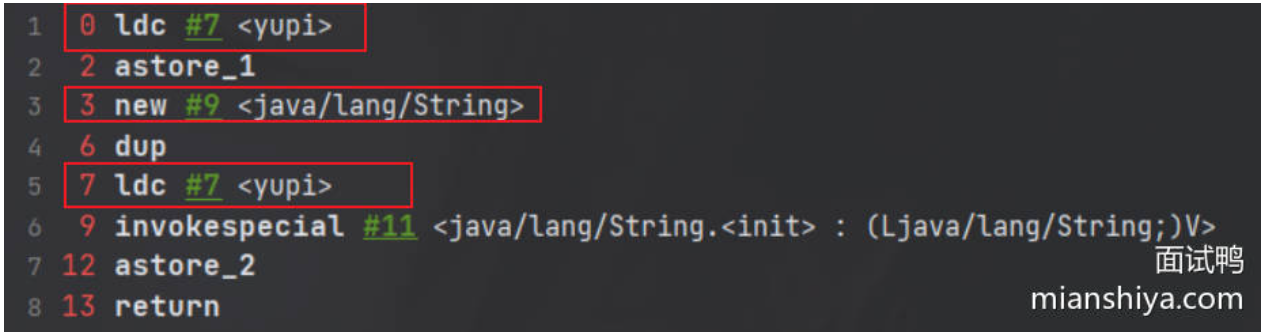 1 0 ldc #7 <yupi>
2 2 astore_1
3 3 new #9 <java/lang/String>
4 6 dup
5 7 ldc #7 <yupi>
6 9 invokespecial #11 <java/lang/String.<init> : (Ljava/lang/String;)V>
7 12 astore_2
8 13 return
面试鸭
mianshiya.com